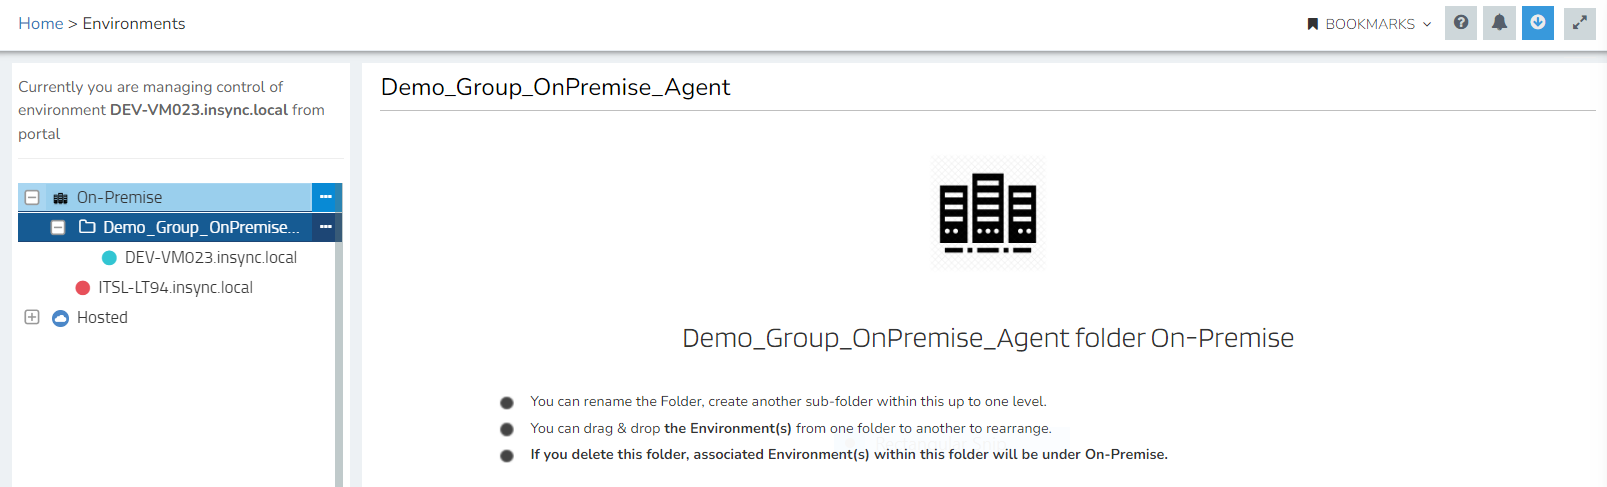 Home > Environments
BOOKMARKS
Currently you are managing control of
environment DEV-VM023.insync.local from
portal
On-Premise
Demo_Group_OnPremise...
DEV-VM023.insync.local
ITSL-LT94.insync.local
Hosted
Demo_Group_OnPremise_Agent
Demo_Group_OnPremise_Agent folder On-Premise
You can rename the Folder, create another sub-folder within this up to one level.
You can drag & drop the Environment(s) from one folder to another to rearrange.
If you delete this folder, associated Environment(s) within this folder will be under On-Premise.